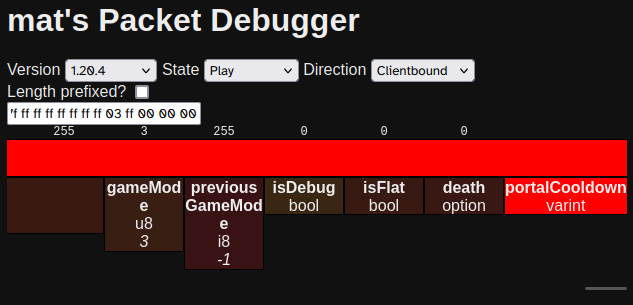 mat's Packet Debugger
Version 1.20.4 State Play Direction Clientbound
Length prefixed?
ff ff ff ff ff ff ff 03 ff 00 00 00
255 3 255 0 0 0
gameMod previous isDebug isFlat death portalCooldown
e GameMod bool bool option varint
u8 e
3 i8
-1